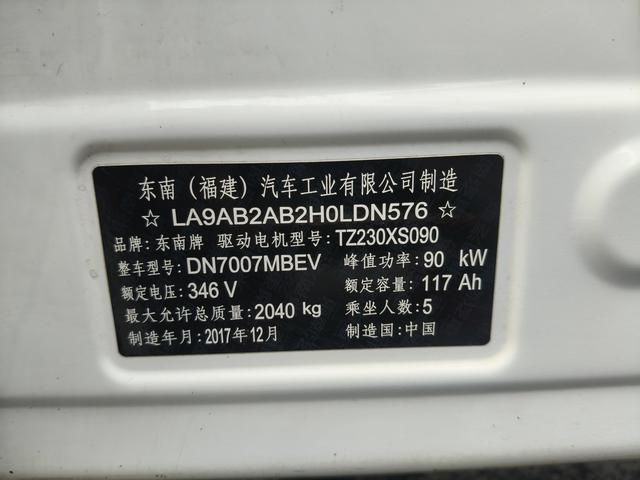 东南（福建）汽车工业有限公司制造
☆ LA9AB2AB2H0LDN576 ☆
品牌: 东南牌 驱动电机型号: TZ230XS090
整车型号: DN7007MBEV 峰值功率: 90 kW
额定电压: 346 V 额定容量: 117 Ah
最大允许总质量: 2040 kg 乘坐人数: 5
制造年月: 2017年12月 制造国: 中国